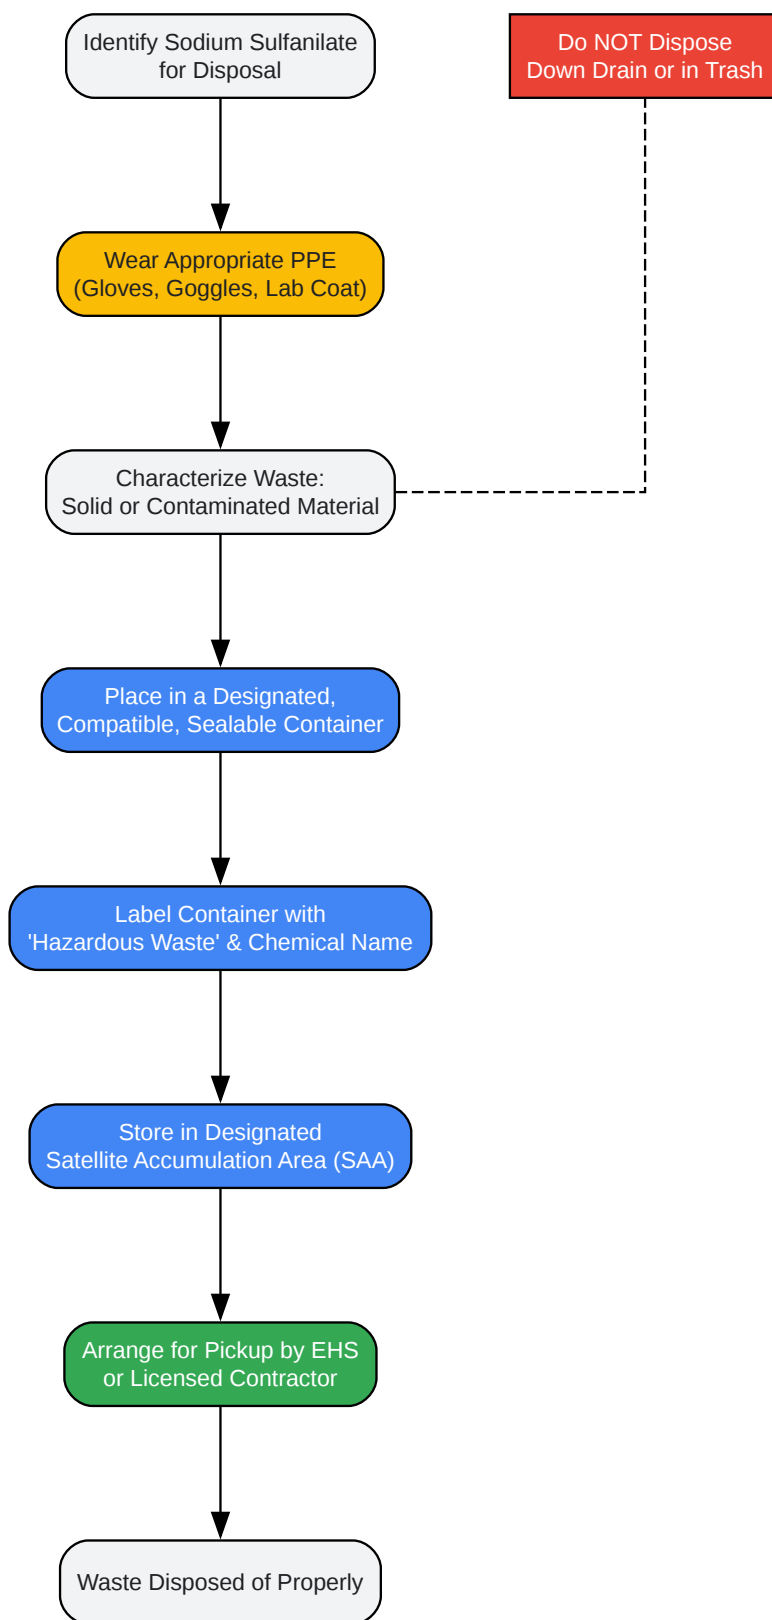 Identify Sodium Sulfanilate
for Disposal
Do NOT Dispose
Down Drain or in Trash
Wear Appropriate PPE
(Gloves, Goggles, Lab Coat)
Characterize Waste:
Solid or Contaminated Material
Place in a Designated,
Compatible, Sealable Container
Label Container with
'Hazardous Waste' & Chemical Name
Store in Designated
Satellite Accumulation Area (SAA)
Arrange for Pickup by EHS
or Licensed Contractor
Waste Disposed of Properly